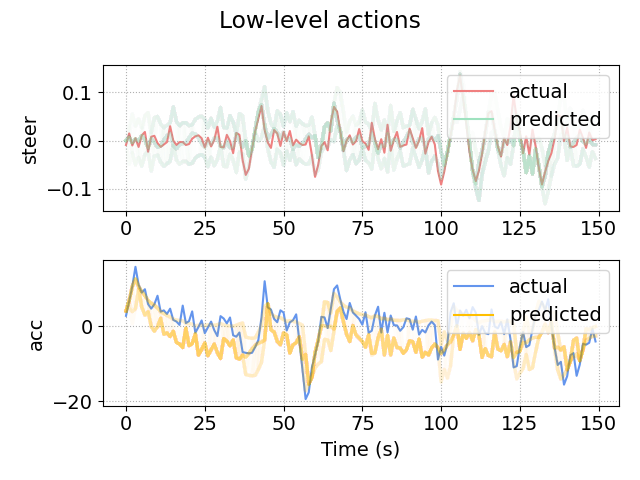 Low-level actions
steer
0.1
0.0
−0.1
actual
predicted
0 25 50 75 100 125 150
acc
0
−20
actual
predicted
0 25 50 75 100 125 150
Time (s)